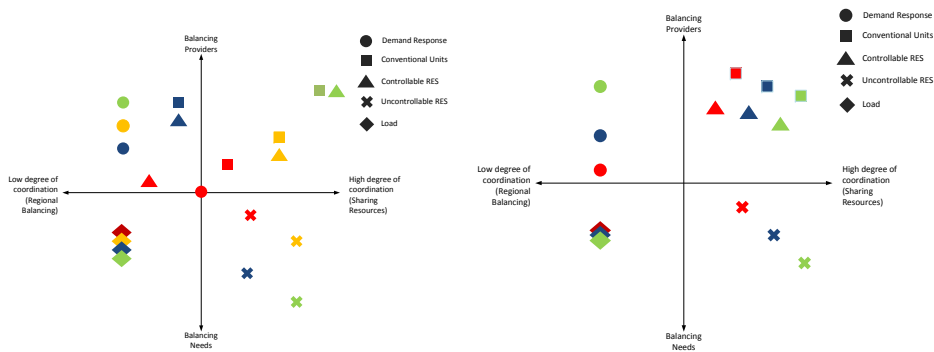 Balancing
Providers
Demand Response
Conventional Units
Controllable RES
Uncontrollable RES
Load
Low degree of
coordination
(Regional
Balancing)
High degree of
coordination
(Sharing
Resources)
Balancing
Needs
Balancing
Providers
Demand Response
Conventional Units
Controllable RES
Uncontrollable RES
Load
Low degree of
coordination
(Regional
Balancing)
High degree of
coordination
(Sharing
Resources)
Balancing
Needs